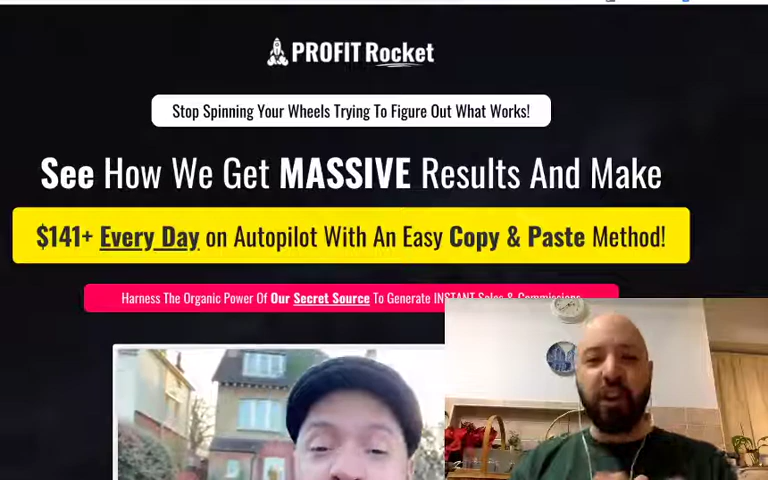 PROFIT Rocket
Stop Spinning Your Wheels Trying To Figure Out What Works!
See How We Get MASSIVE Results And Make
$141+ Every Day on Autopilot With An Easy Copy & Paste Method!
Harness The Organic Power Of Our Secret Source To Generate INSTANT Sales & Commissions